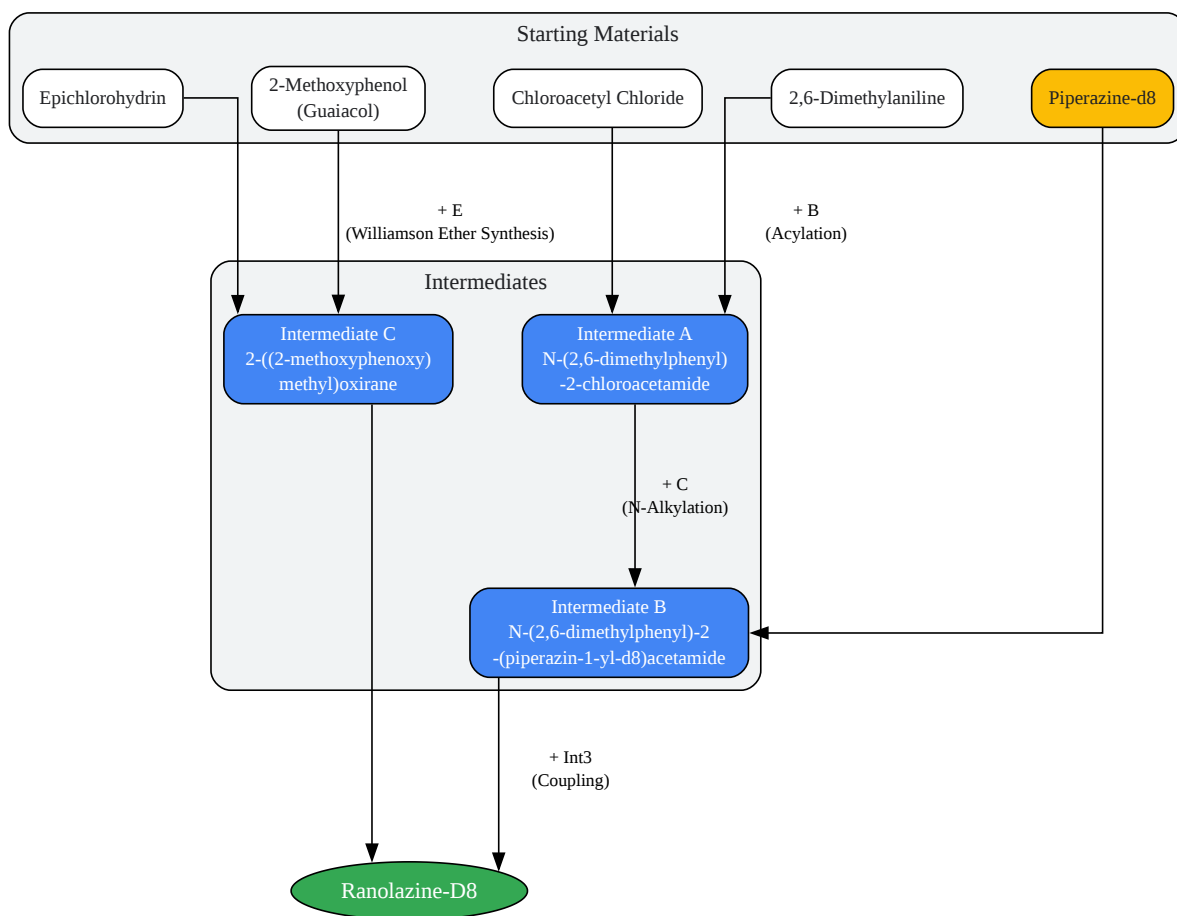 Starting Materials
Epichlorohydrin
2-Methoxyphenol
(Guaiacol)
Chloroacetyl Chloride
2,6-Dimethylaniline
Piperazine-d8
+ E
(Williamson Ether Synthesis)
+ B
(Acylation)
Intermediates
Intermediate C
2-((2-methoxyphenoxy)
methyl)oxirane
Intermediate A
N-(2,6-dimethylphenyl)
-2-chloroacetamide
+ C
(N-Alkylation)
Intermediate B
N-(2,6-dimethylphenyl)-2
-(piperazin-1-yl-d8)acetamide
+ Int3
(Coupling)
Ranolazine-D8